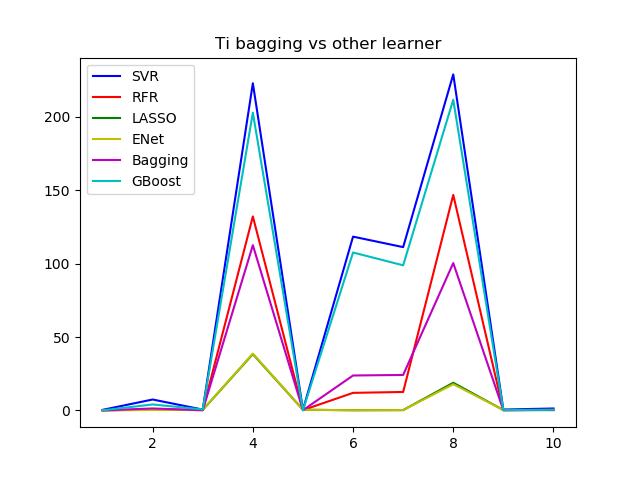 Ti bagging vs other learner
SVR
RFR
LASSO
ENet
Bagging
GBoost
200
150
100
50
0
2 4 6 8 10